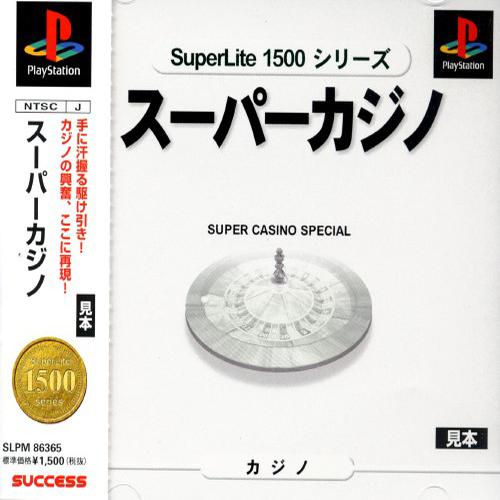 PlayStation
NTSC J
手に汗握る駆け引き!
カジノの興奮、ここに再現!
スーパーカジノ
見本
SuperLite
1500
series
SLPM 86365
標準価格¥1,500(税抜)
SUCCESS
SuperLite 1500 シリーズ
PlayStation
スーパーカジノ
SUPER CASINO SPECIAL
見本
カジノ